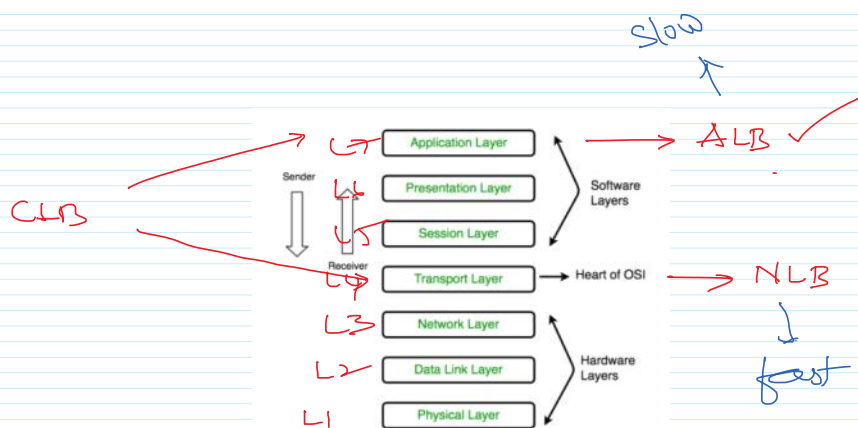 Slow
L7 Application Layer ALB
Sender
L6 Presentation Layer Software Layers
CLB
L5 Session Layer
Receiver
L4 Transport Layer Heart of OSI NLB
L3 Network Layer
L2 Data Link Layer Hardware Layers
fast
L1 Physical Layer